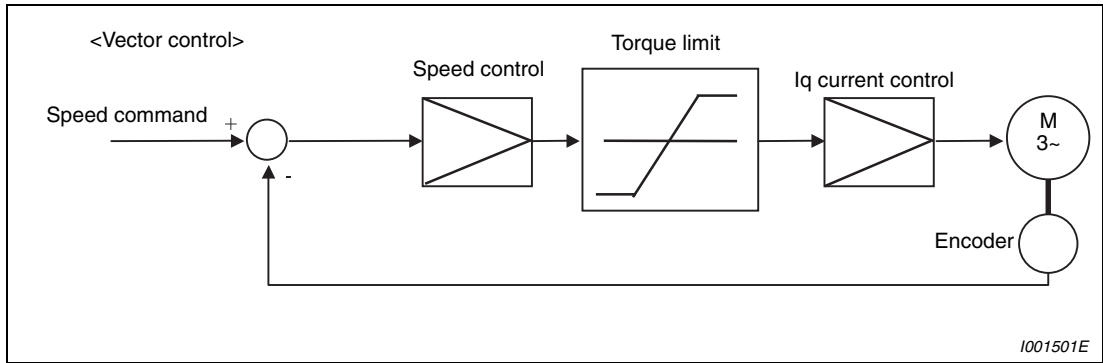 <Vector control>
Torque limit
Speed control
Iq current control
Speed command
+
-
M
3~
Encoder
I001501E